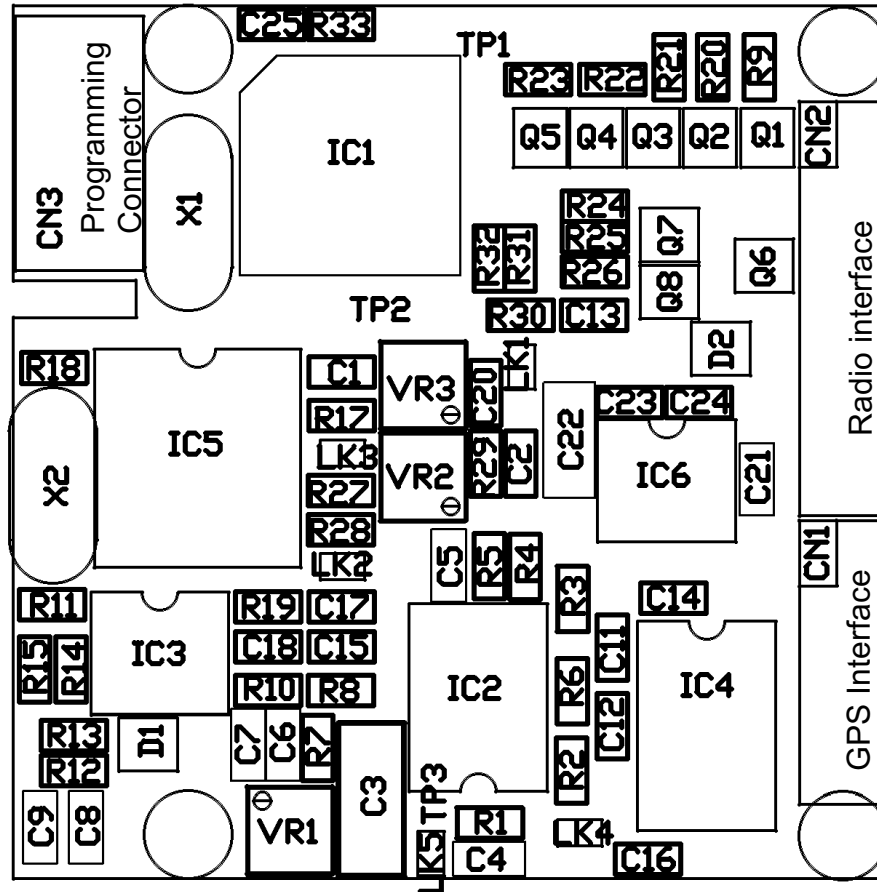 C25 R33
TP1
R23 R22 R21 R20 R9
Programming
Connector
CN3
X1
IC1
Q5 Q4 Q3 Q2 Q1 CN2
R24
R25
R26
R32 R31
Q7
Q8
Q6
R30 C13
TP2
D2
Radio interface
R18
C1
VR3
C20
LK1
R17
IC5
C23 C24
C22
LK3
VR2
R29 C2
IC6
C21
X2
R27
R28
LK2
C5 R5 R4
CN1
R11
R19 C17
R3
C14
IC3
R15 R14
C18 C15
C11
R10 R8
IC2
R6
IC4
GPS Interface
R13
D1
C7 C6 R7
C12
R12
C3
TP3
R2
C9 C8
VR1
R1
LK4
LK5
C4
C16